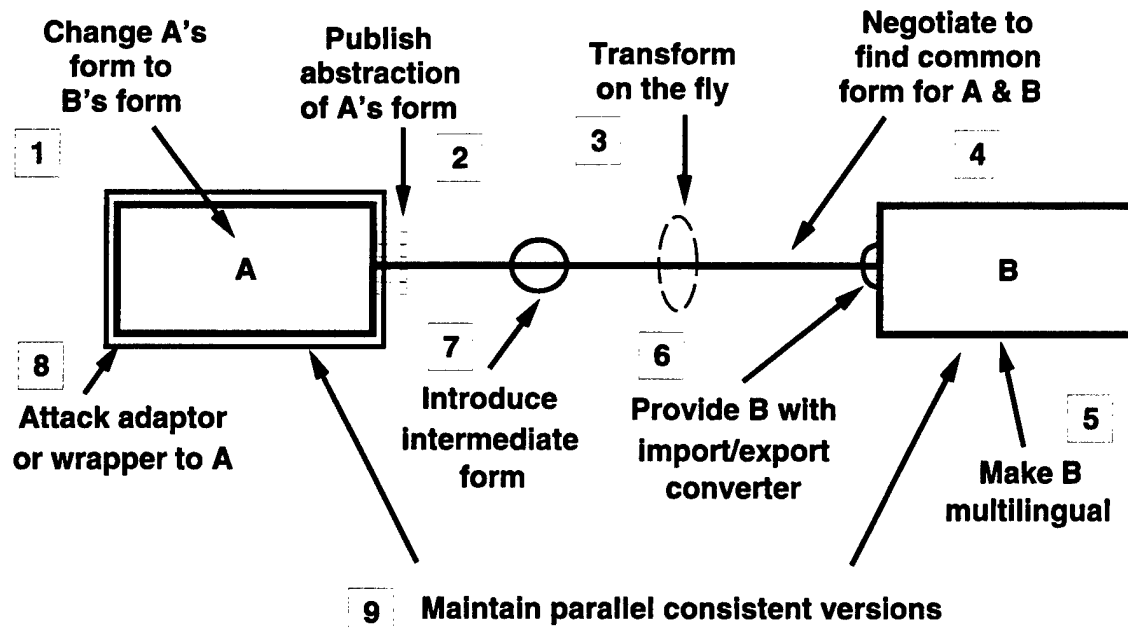 Change A's
form to
B's form
1
Publish
abstraction
of A's form
2
Transform
on the fly
3
Negotiate to
find common
form for A & B
4
A
B
8
Attack adaptor
or wrapper to A
7
Introduce
intermediate
form
6
Provide B with
import/export
converter
5
Make B
multilingual
9 Maintain parallel consistent versions